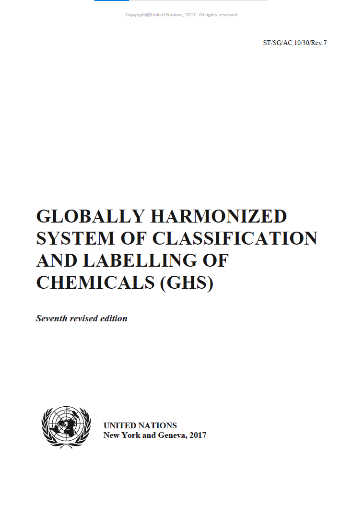 Copyright© United Nations, 2017. All rights reserved
ST/SG/AC.10/30/Rev.7
GLOBALLY HARMONIZED
SYSTEM OF CLASSIFICATION
AND LABELLING OF
CHEMICALS (GHS)
Seventh revised edition
UNITED NATIONS
New York and Geneva, 2017